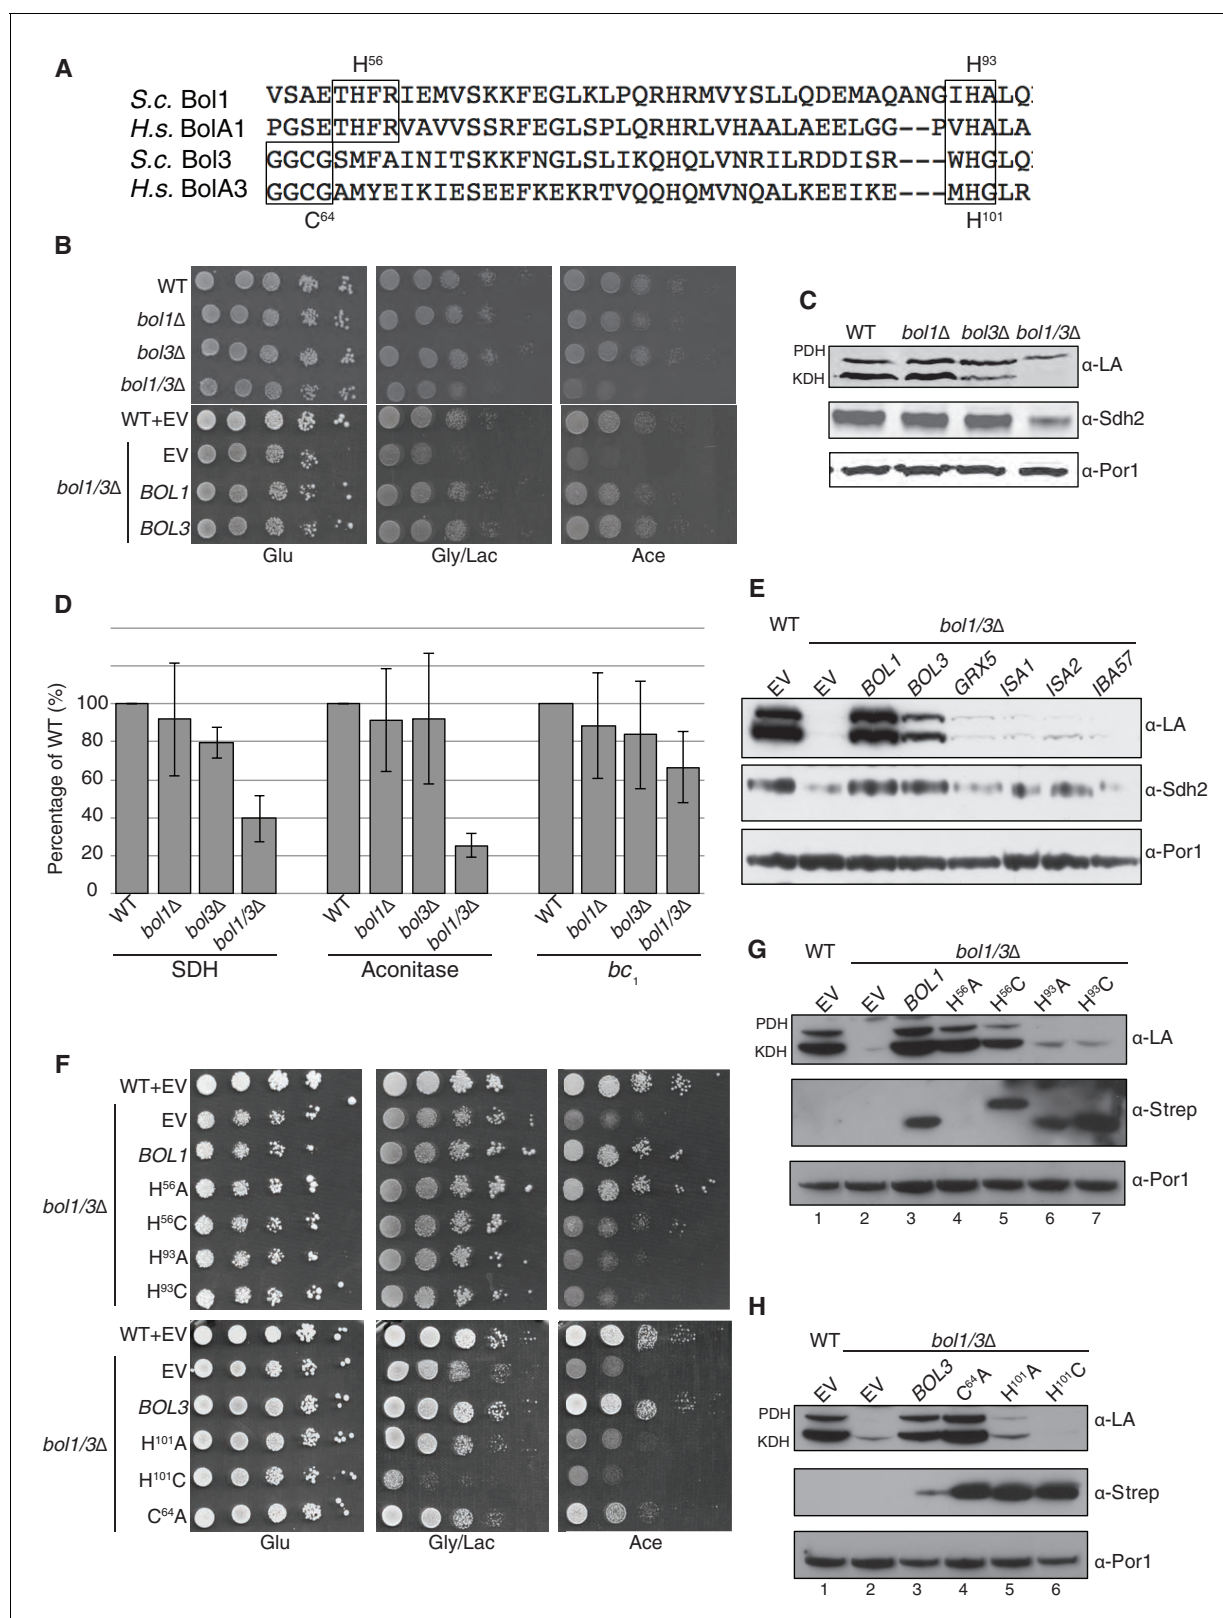 A
H56
H93
S.c. Bol1 VSAETHFRIEMVSKKFEGLKLPQRHRMVYSLLQDEMAQANGIHALQ
H.s. BolA1 PGSETHFRVAVVSSRFEGLSPLQRHRLVHAALAEELGG--PVHALA
S.c. Bol3 GGCGSMFAINITSKKFNGLSLIKQHQLVNRILRDDISR---WHGLQ
H.s. BolA3 GGCGAMYEIKIESEEFKEKRTVQQHQMVNQALKEEIKE---MHGLR
C64
H101
B
WT
bol1Δ
bol3Δ
bol1/3Δ
WT+EV
EV
bol1/3Δ
BOL1
BOL3
Glu Gly/Lac Ace
C
WT bol1Δ bol3Δ bol1/3Δ
PDH
KDH
α-LA
α-Sdh2
α-Por1
D
Percentage of WT (%)
100
80
60
40
20
0
WT bol1Δ bol3Δ bol1/3Δ WT bol1Δ bol3Δ bol1/3Δ WT bol1Δ bol3Δ bol1/3Δ
SDH Aconitase bc1
E
WT bol1/3Δ
EV EV BOL1 BOL3 GRX5 ISA1 ISA2 IBA57
α-LA
α-Sdh2
α-Por1
F
WT+EV
EV
BOL1
H56A
bol1/3Δ
H56C
H93A
H93C
WT+EV
EV
BOL3
H101A
bol1/3Δ
H101C
C64A
Glu Gly/Lac Ace
G
WT bol1/3Δ
EV EV BOL1 H56A H56C H93A H93C
PDH
KDH
α-LA
α-Strep
α-Por1
1 2 3 4 5 6 7
H
WT bol1/3Δ
EV EV BOL3 C64A H101A H101C
PDH
KDH
α-LA
α-Strep
α-Por1
1 2 3 4 5 6